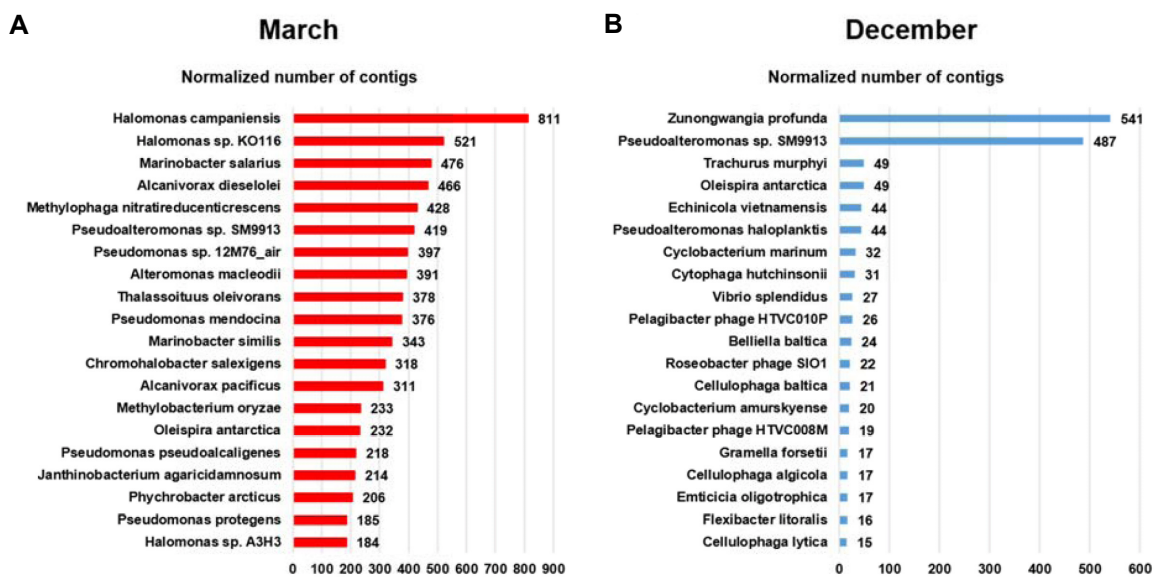 A
March
Normalized number of contigs
Halomonas campaniensis 811
Halomonas sp. KO116 521
Marinobacter salarius 476
Alcanivorax dieselolei 466
Methylophaga nitratireducenticrescens 428
Pseudoalteromonas sp. SM9913 419
Pseudomonas sp. 12M76_air 397
Alteromonas macleodii 391
Thalassoituus oleivorans 378
Pseudomonas mendocina 376
Marinobacter similis 343
Chromohalobacter salexigens 318
Alcanivorax pacificus 311
Methylobacterium oryzae 233
Oleispira antarctica 232
Pseudomonas pseudoalcaligenes 218
Janthinobacterium agaricidamnosum 214
Phychrobacter arcticus 206
Pseudomonas protegens 185
Halomonas sp. A3H3 184
0 100 200 300 400 500 600 700 800 900
B
December
Normalized number of contigs
Zunongwangia profunda 541
Pseudoalteromonas sp. SM9913 487
Trachurus murphyi 49
Oleispira antarctica 49
Echinicola vietnamensis 44
Pseudoalteromonas haloplanktis 44
Cyclobacterium marinum 32
Cytophaga hutchinsonii 31
Vibrio splendidus 27
Pelagibacter phage HTVC010P 26
Belliella baltica 24
Roseobacter phage SIO1 22
Cellulophaga baltica 21
Cyclobacterium amurskyense 20
Pelagibacter phage HTVC008M 19
Gramella forsetii 17
Cellulophaga algicola 17
Emticicia oligotrophica 17
Flexibacter litoralis 16
Cellulophaga lytica 15
0 100 200 300 400 500 600